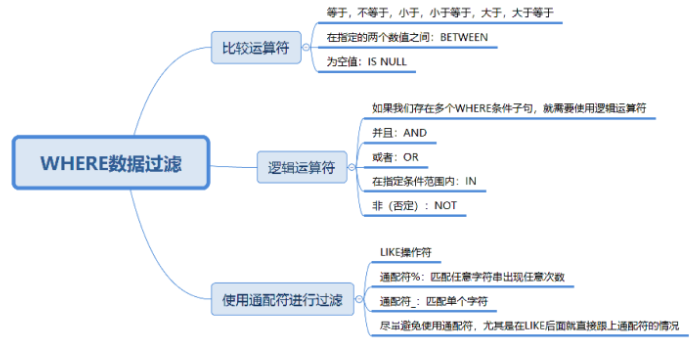 WHERE数据过滤
比较运算符
等于，不等于，小于，小于等于，大于，大于等于
在指定的两个数值之间：BETWEEN
为空值：IS NULL
逻辑运算符
如果我们存在多个WHERE条件子句，就需要使用逻辑运算符
并且：AND
或者：OR
在指定条件范围内：IN
非（否定）：NOT
使用通配符进行过滤
LIKE操作符
通配符%：匹配任意字符串出现任意次数
通配符_：匹配单个字符
尽量避免使用通配符，尤其是在LIKE后面就直接跟上通配符的情况